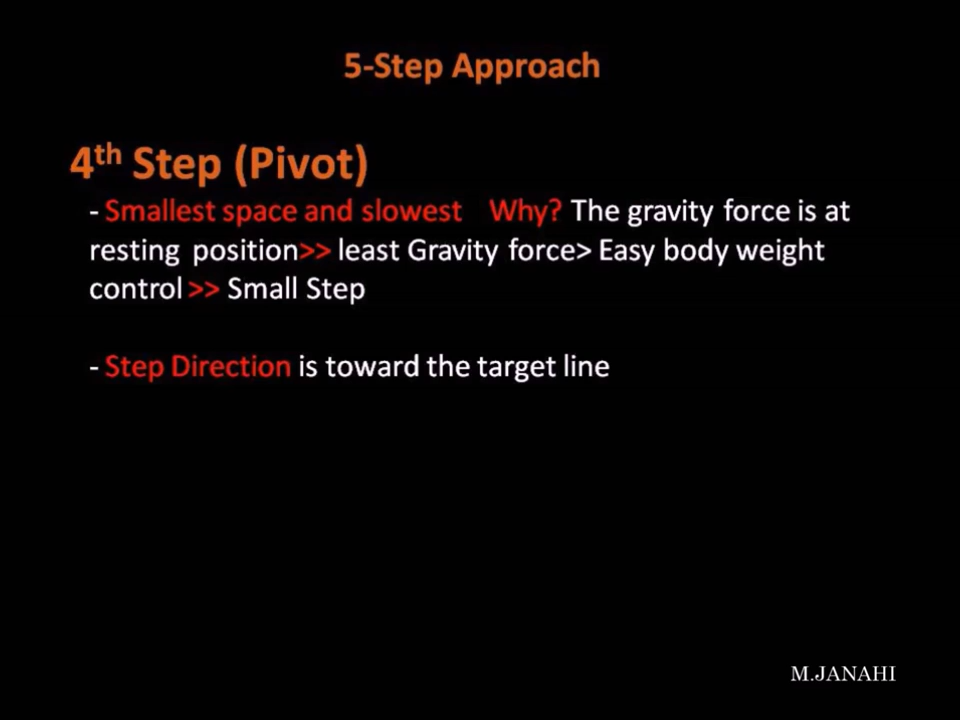 5-Step Approach
4th Step (Pivot)
- Smallest space and slowest Why? The gravity force is at
resting position>> least Gravity force> Easy body weight
control >> Small Step
- Step Direction is toward the target line
M.JANAHI